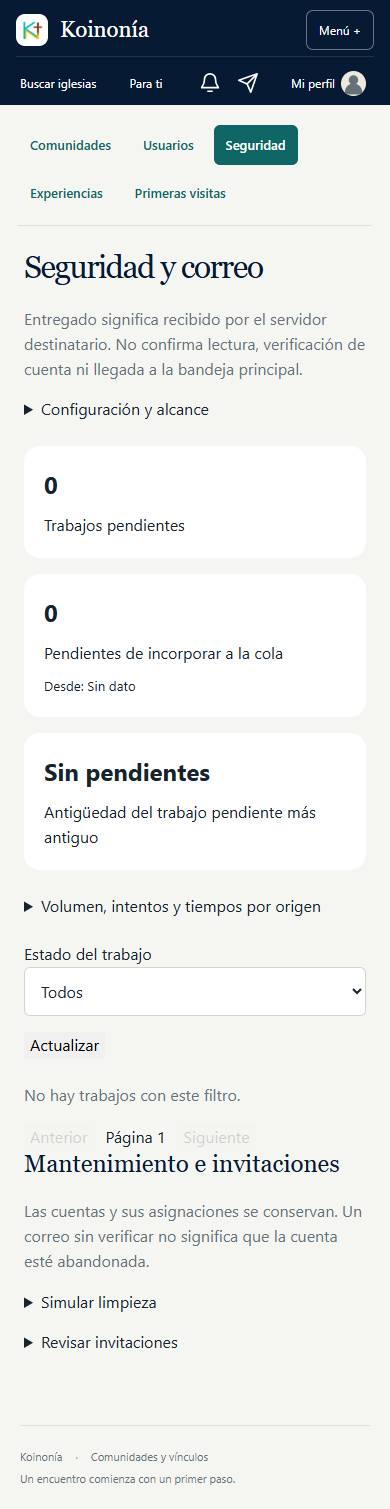 Koinonía
Menú +
Buscar iglesias
Para ti
Mi perfil
Comunidades
Usuarios
Seguridad
Experiencias
Primeras visitas
Seguridad y correo
Entregado significa recibido por el servidor
destinatario. No confirma lectura, verificación de
cuenta ni llegada a la bandeja principal.
Configuración y alcance
0
Trabajos pendientes
0
Pendientes de incorporar a la cola
Desde: Sin dato
Sin pendientes
Antigüedad del trabajo pendiente más
antiguo
Volumen, intentos y tiempos por origen
Estado del trabajo
Todos
Actualizar
No hay trabajos con este filtro.
Anterior Página 1 Siguiente
Mantenimiento e invitaciones
Las cuentas y sus asignaciones se conservan. Un
correo sin verificar no significa que la cuenta
esté abandonada.
Simular limpieza
Revisar invitaciones
Koinonía · Comunidades y vínculos
Un encuentro comienza con un primer paso.